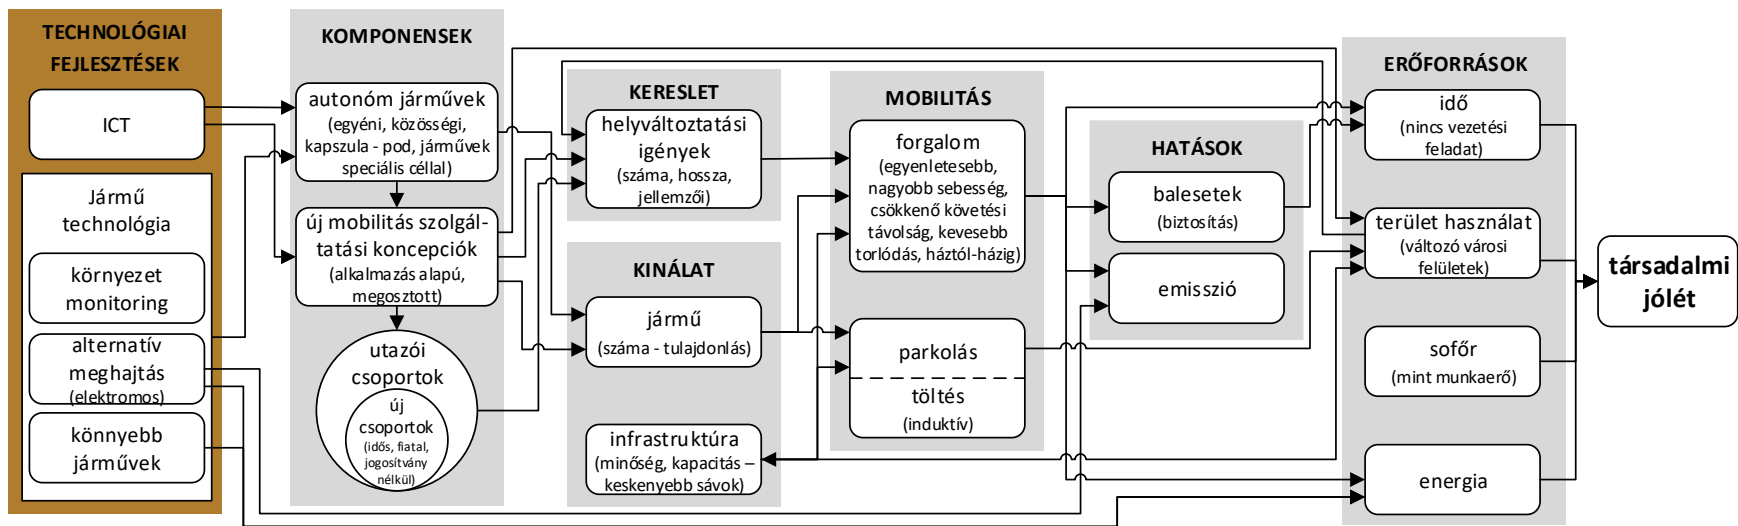 TECHNOLÓGIAI
FEJLESZTÉSEK
ICT
Jármű
technológia
környezet
monitoring
alternatív
meghajtás
(elektromos)
könnyebb
járművek
KOMPONENSEK
autonóm járművek
(egyéni, közösségi,
kapszula - pod, járművek
speciális céllal)
új mobilitás szolgál-
tatási koncepciók
(alkalmazás alapú,
megosztott)
utazói
csoportok
új
csoportok
(idős, fiatal,
jogosítvány
nélkül)
KERESLET
helyváltoztatási
igények
(száma, hossza,
jellemzői)
KINÁLAT
jármű
(száma - tulajdonlás)
infrastruktúra
(minőség, kapacitás –
keskenyebb sávok)
MOBILITÁS
forgalom
(egyenletesebb,
nagyobb sebesség,
csökkenő követési
távolság, kevesebb
torlódás, háztól-házig)
parkolás
töltés
(induktív)
HATÁSOK
balesetek
(biztosítás)
emisszió
ERŐFORRÁSOK
idő
(nincs vezetési
feladat)
terület használat
(változó városi
felületek)
sofőr
(mint munkaerő)
energia
társadalmi
jólét